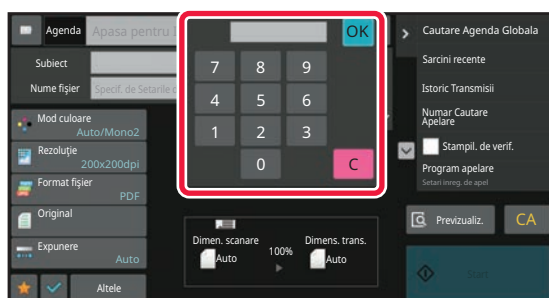 Agenda
Apasa pentru I
OK
Cautare Agenda Globala
Subiect
Sarcini recente
Nume fișier
Specif. de Setarile d
Istoric Transmisii
7 8 9
4 5 6
1 2 3
0 C
Mod culoare
Auto/Mono2
Numar Cautare
Apelare
Rezoluție
200x200dpi
Stampil. de verif.
Format fișier
PDF
Program apelare
Setari inreg. de apel
Original
Previzualiz.
CA
Expunere
Auto
Dimen. scanare
100%
Dimens. trans.
Auto
Auto
Altele
Start